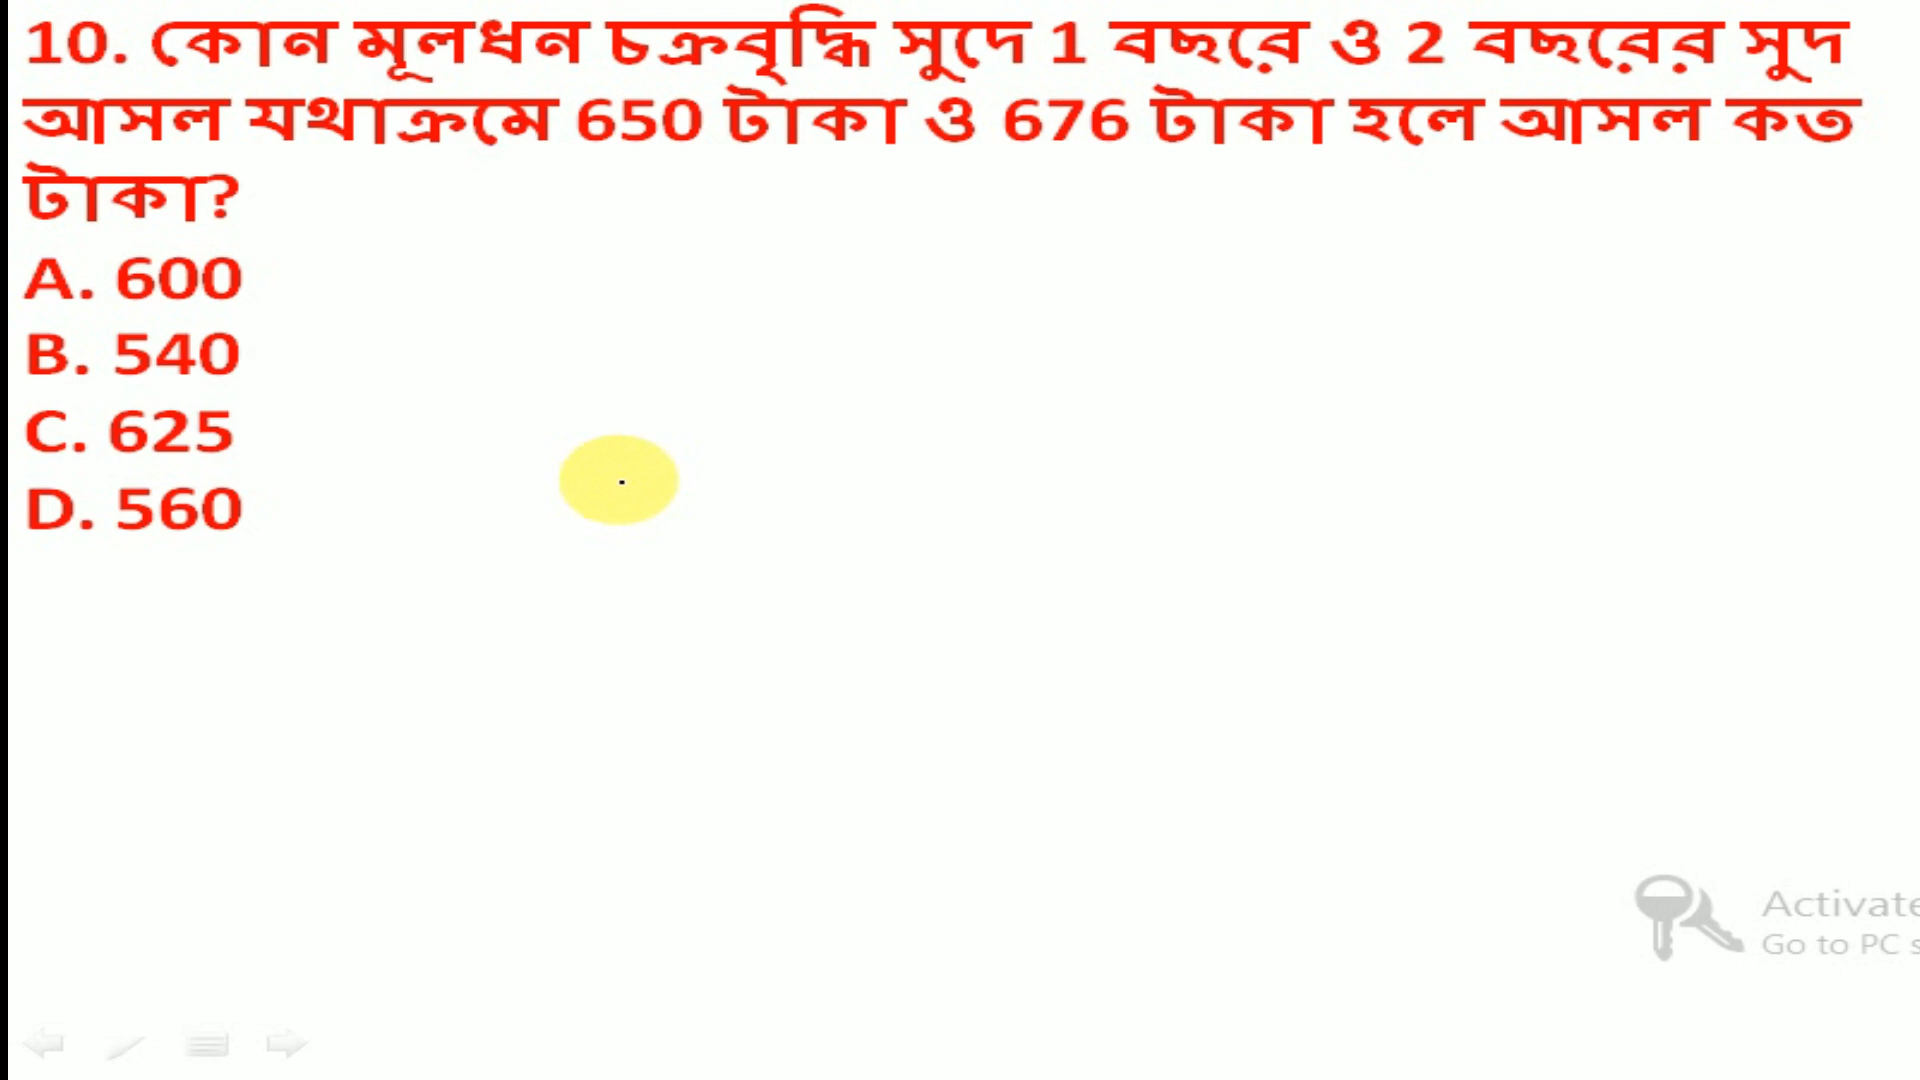 10. কোন মূলধন চক্রবৃদ্ধি সুদে 1 বছরে ও 2 বছরের সুদ
আসল যথাক্রমে 650 টাকা ও 676 টাকা হলে আসল কত
টাকা?
A. 600
B. 540
C. 625
D. 560
Activate
Go to PC s